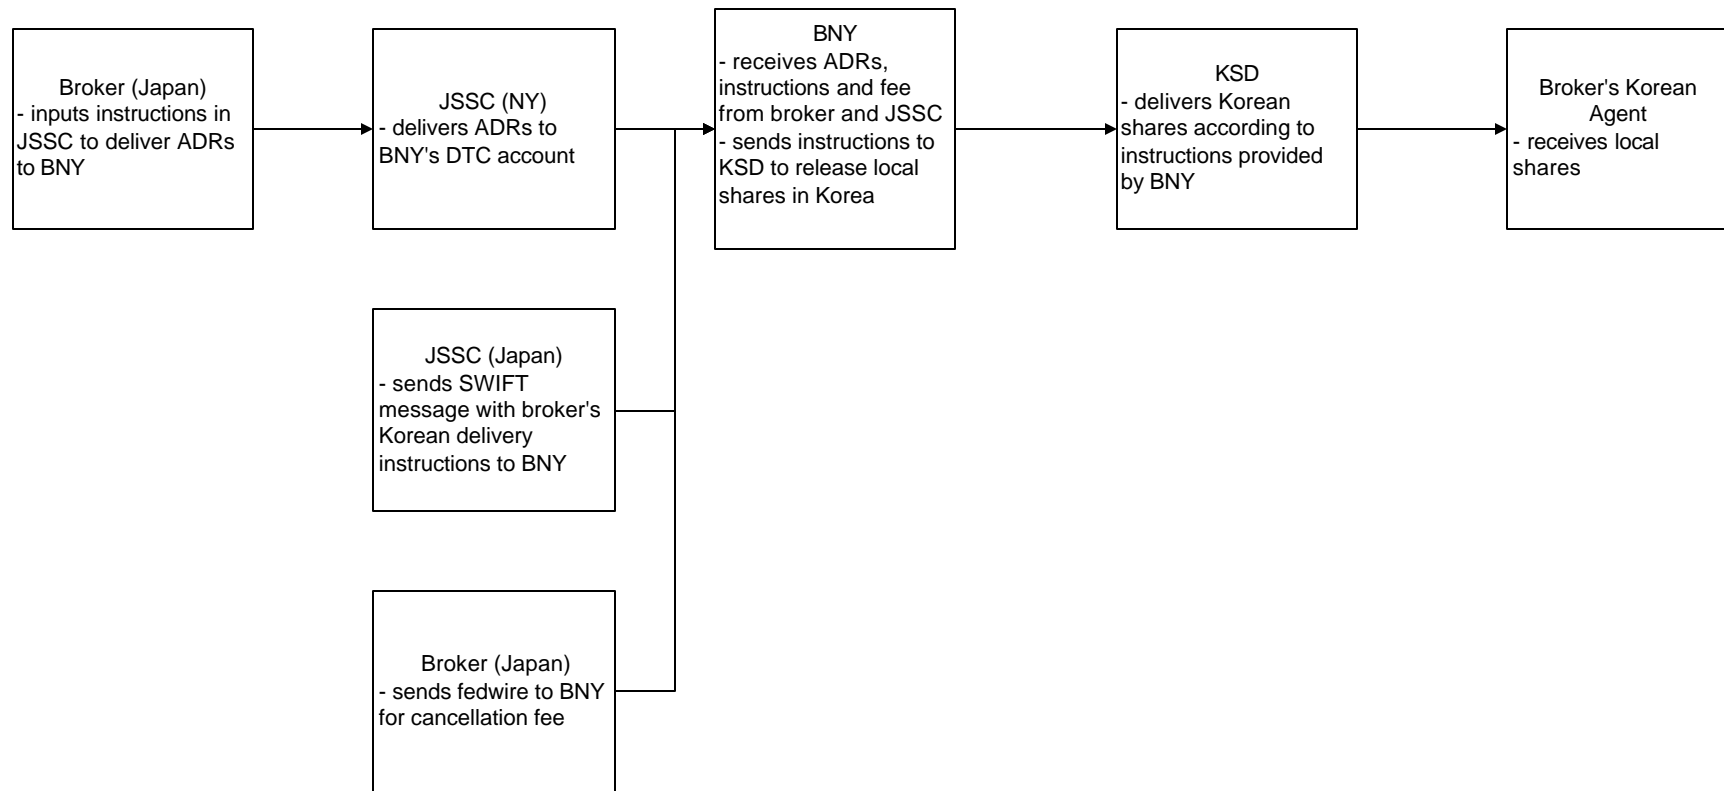 Broker (Japan)
- inputs instructions in
JSSC to deliver ADRs
to BNY
JSSC (NY)
- delivers ADRs to
BNY's DTC account
BNY
- receives ADRs,
instructions and fee
from broker and JSSC
- sends instructions to
KSD to release local
shares in Korea
KSD
- delivers Korean
shares according to
instructions provided
by BNY
Broker's Korean
Agent
- receives local
shares
JSSC (Japan)
- sends SWIFT
message with broker's
Korean delivery
instructions to BNY
Broker (Japan)
- sends fedwire to BNY
for cancellation fee